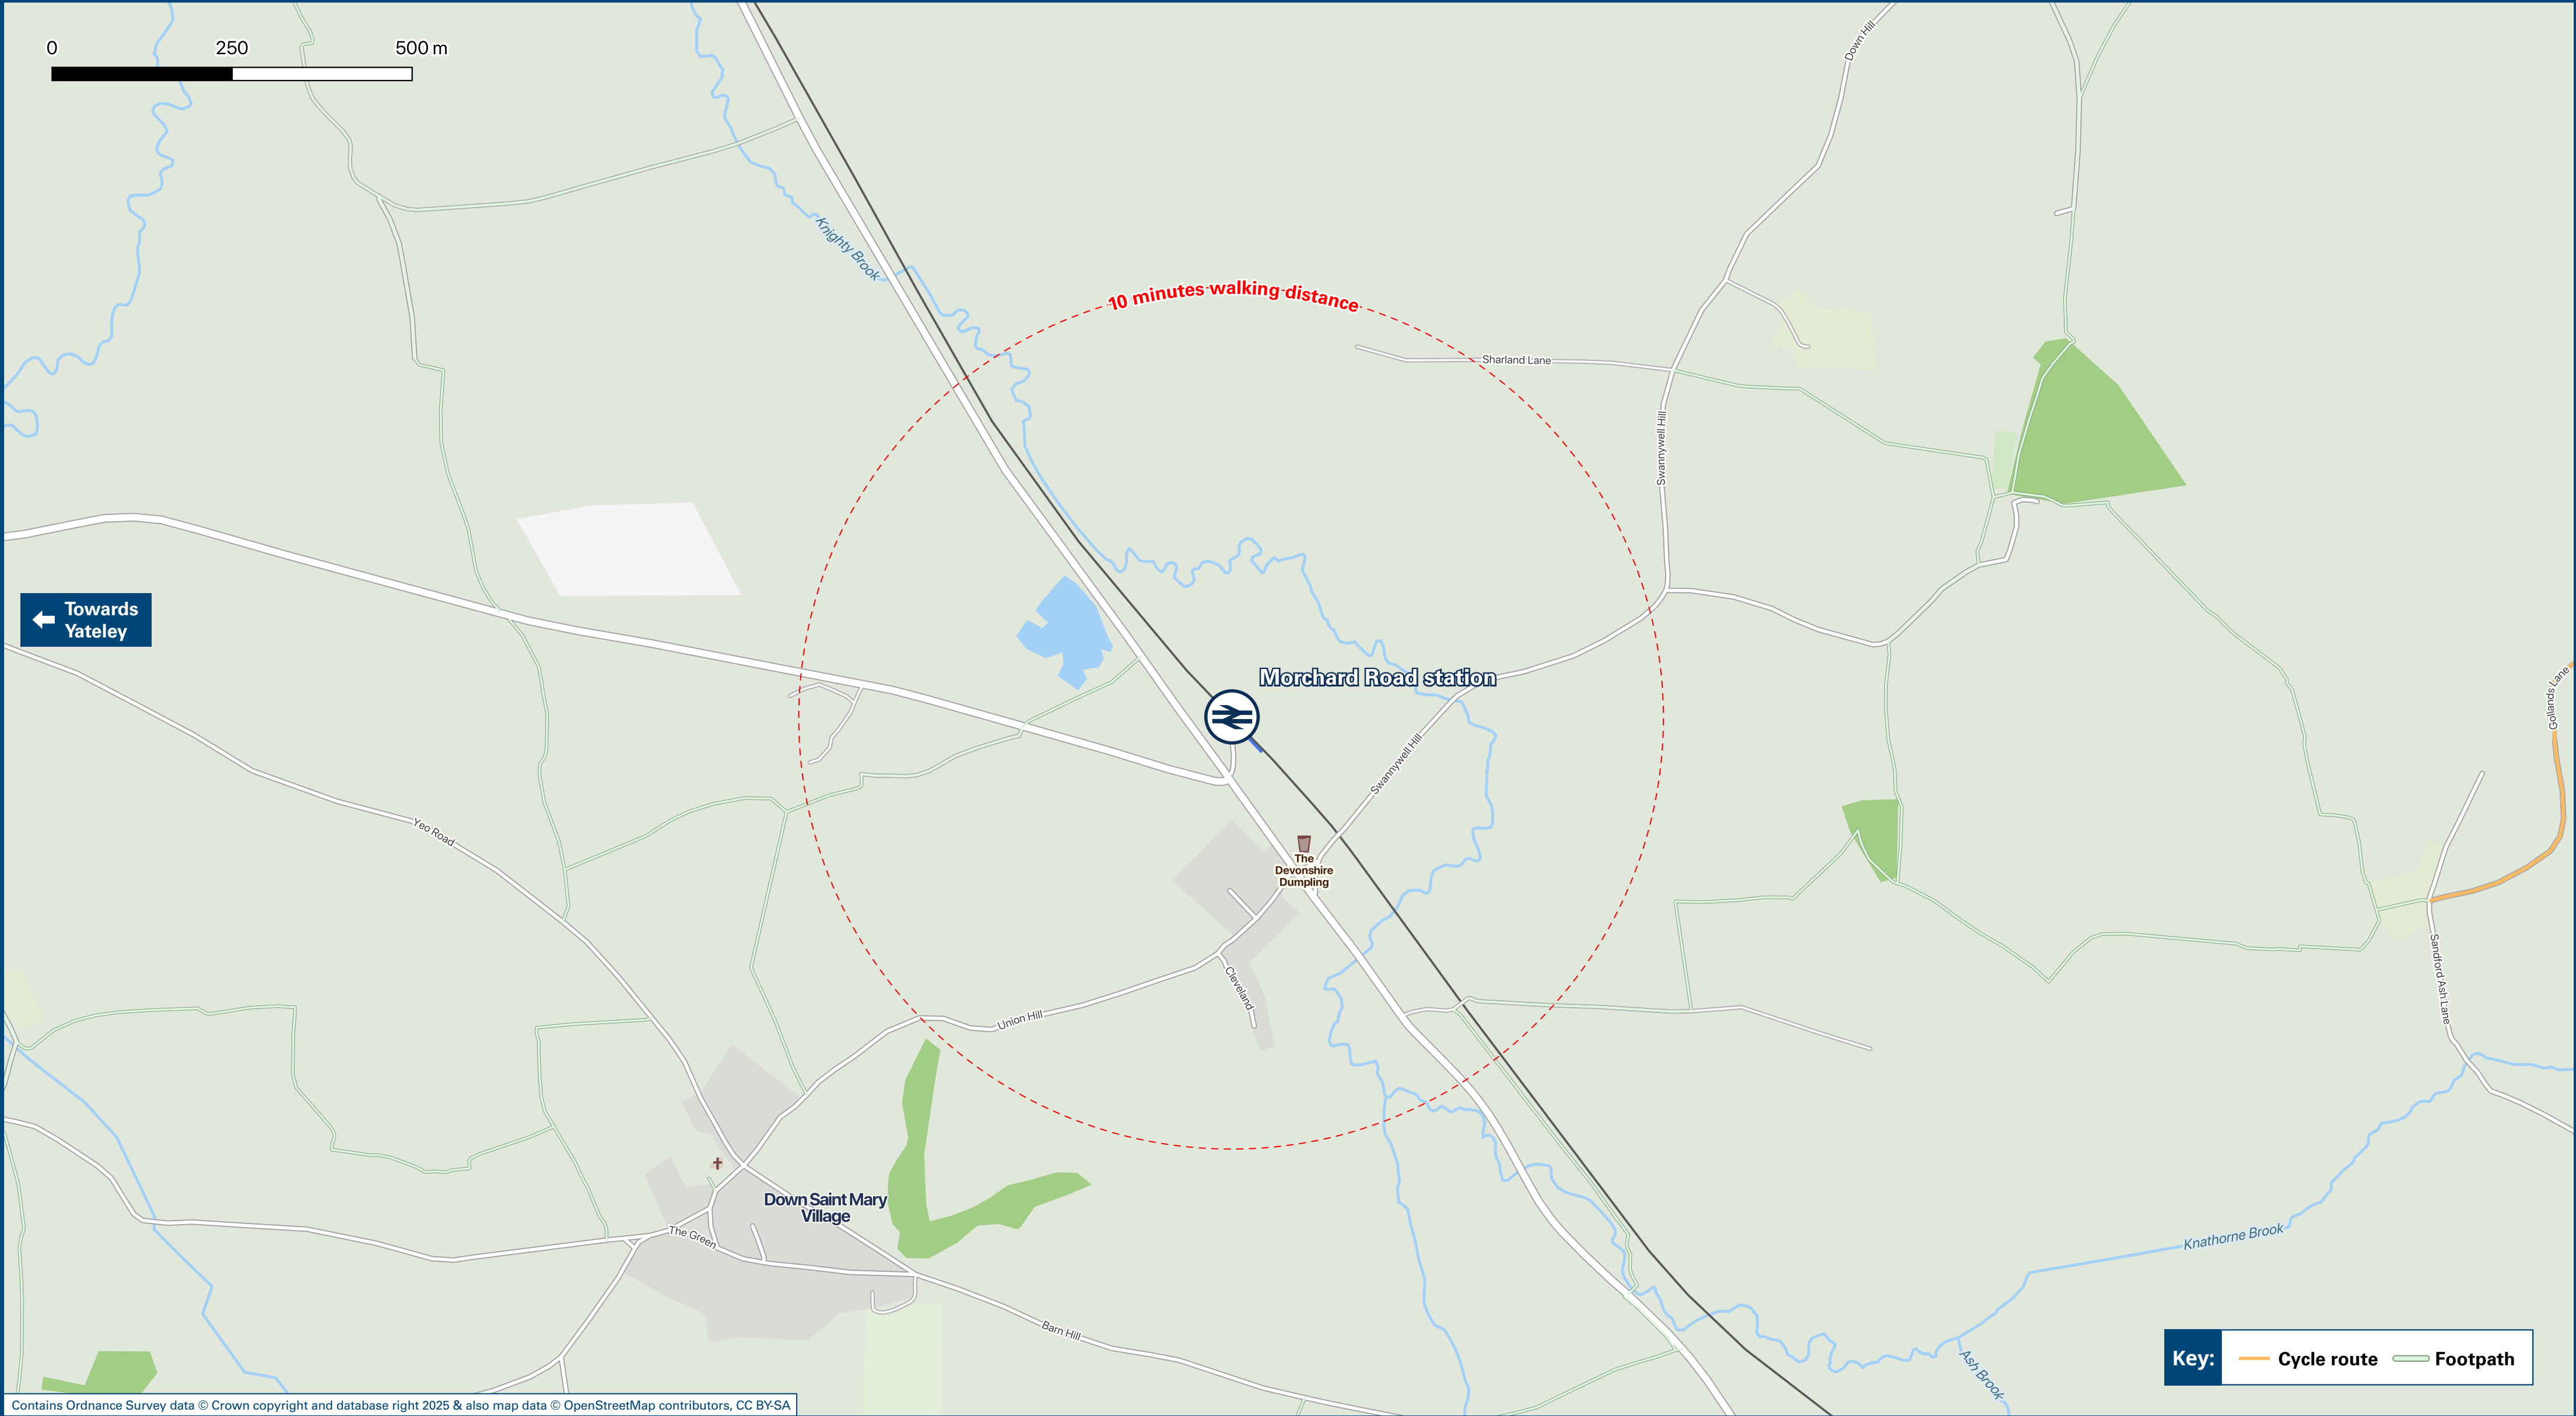 0 250 500 m
Down Hill
Knighty Brook
10 minutes walking distance
Sharland Lane
Swannywell Hill
Towards
Yateley
Morchard Road station
Gollands Lane
Swannywell Hill
Yeo Road
The
Devonshire
Dumpling
Cleveland
Sandford Ash Lane
Union Hill
Down Saint Mary
Village
The Green
Knathorne Brook
Barn Hill
Ash Brook
Key: Cycle route Footpath
Contains Ordnance Survey data © Crown copyright and database right 2025 & also map data © OpenStreetMap contributors, CC BY-SA